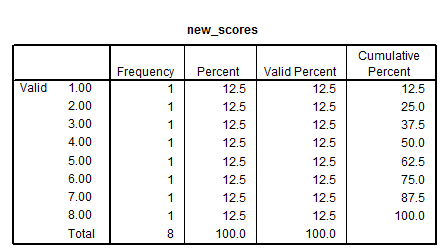 new_scores
Cumulative
Frequency Percent Valid Percent Percent
Valid 1.00 1 12.5 12.5 12.5
2.00 1 12.5 12.5 25.0
3.00 1 12.5 12.5 37.5
4.00 1 12.5 12.5 50.0
5.00 1 12.5 12.5 62.5
6.00 1 12.5 12.5 75.0
7.00 1 12.5 12.5 87.5
8.00 1 12.5 12.5 100.0
Total 8 100.0 100.0